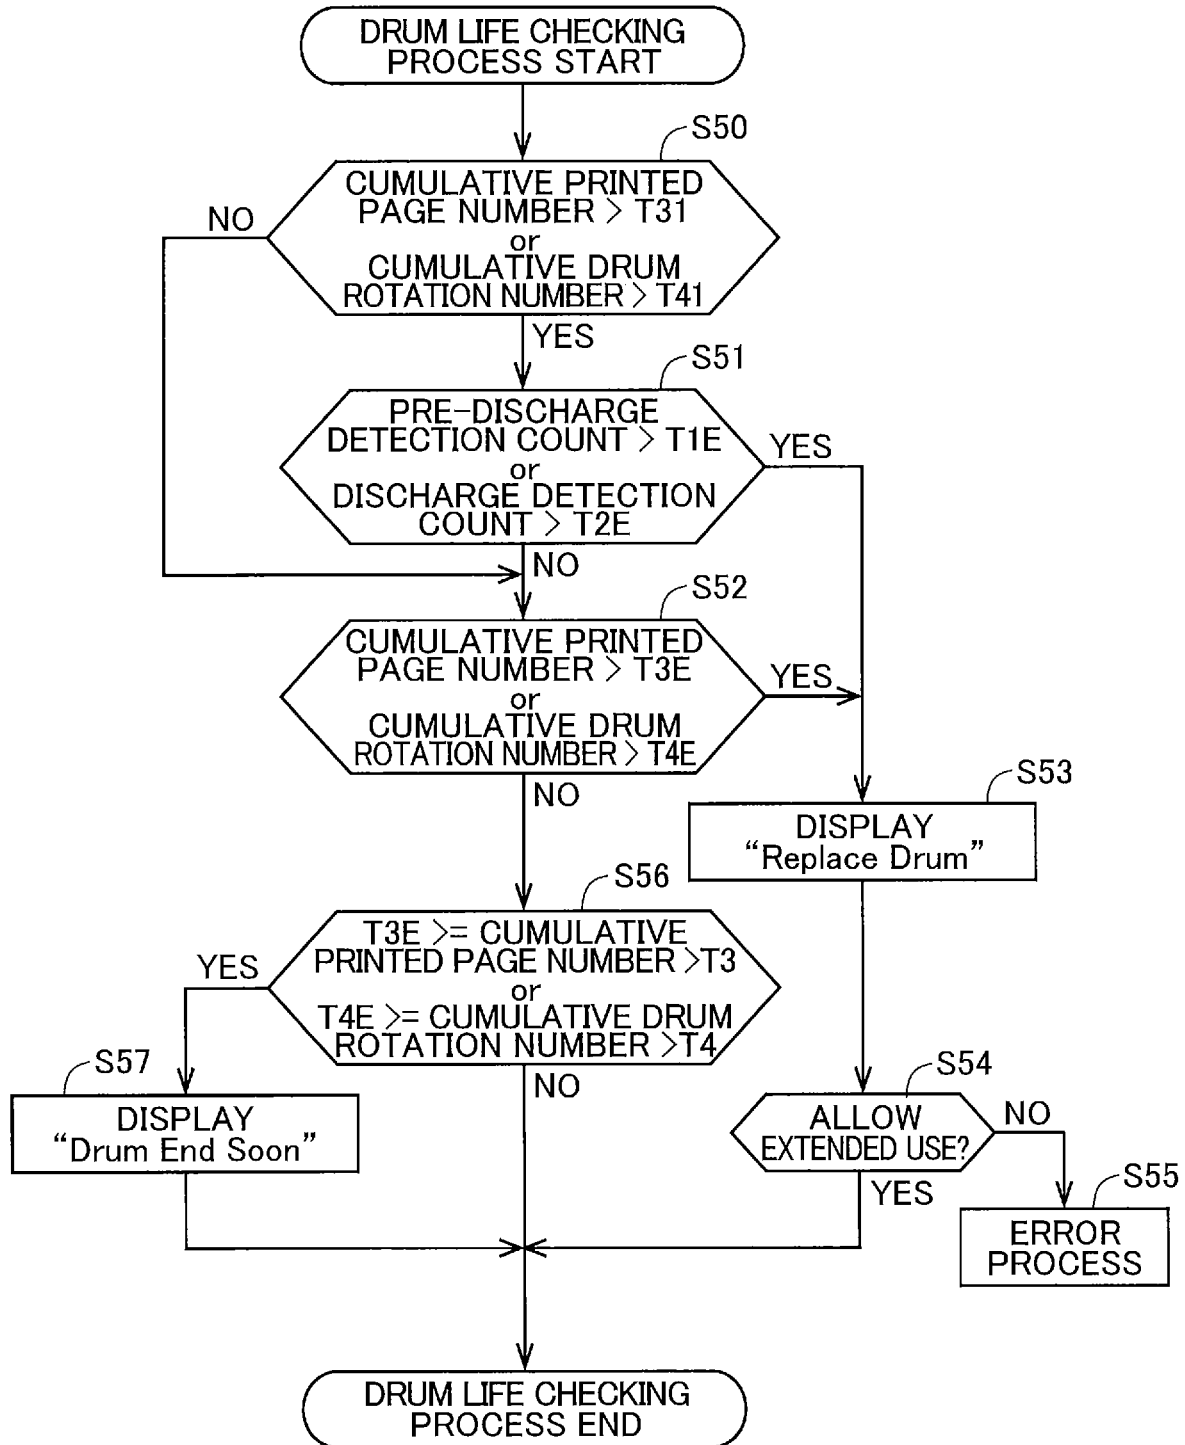 DRUM LIFE CHECKING
PROCESS START
S50
CUMULATIVE PRINTED
PAGE NUMBER > T31
or
CUMULATIVE DRUM
ROTATION NUMBER > T41
NO
YES
S51
PRE-DISCHARGE
DETECTION COUNT > T1E
or
DISCHARGE DETECTION
COUNT > T2E
YES
NO
S52
CUMULATIVE PRINTED
PAGE NUMBER > T3E
or
CUMULATIVE DRUM
ROTATION NUMBER > T4E
YES
NO
S53
DISPLAY
“Replace Drum”
S56
T3E >= CUMULATIVE
PRINTED PAGE NUMBER >T3
or
T4E >= CUMULATIVE DRUM
ROTATION NUMBER >T4
YES
NO
S57
DISPLAY
“Drum End Soon”
S54
ALLOW
EXTENDED USE?
NO
YES
S55
ERROR
PROCESS
DRUM LIFE CHECKING
PROCESS END